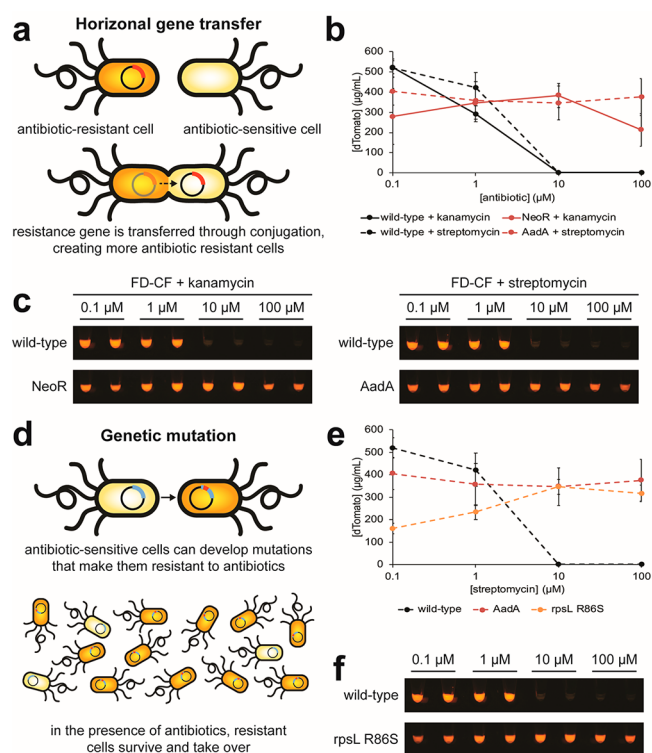 a Horizonal gene transfer
antibiotic-resistant cell antibiotic-sensitive cell
resistance gene is transferred through conjugation,
creating more antibiotic resistant cells
b
[dTomato] (µg/mL)
600
500
400
300
200
100
0
0.1 1 10 100
[antibiotic] (µM)
wild-type + kanamycin NeoR + kanamycin
wild-type + streptomycin AadA + streptomycin
c
FD-CF + kanamycin
0.1 µM 1 µM 10 µM 100 µM
wild-type
NeoR
FD-CF + streptomycin
0.1 µM 1 µM 10 µM 100 µM
wild-type
AadA
d Genetic mutation
antibiotic-sensitive cells can develop mutations
that make them resistant to antibiotics
in the presence of antibiotics, resistant
cells survive and take over
e
[dTomato] (µg/mL)
600
500
400
300
200
100
0
0.1 1 10 100
[streptomycin] (µM)
wild-type AadA rpsL R86S
f
0.1 µM 1 µM 10 µM 100 µM
wild-type
rpsL R86S